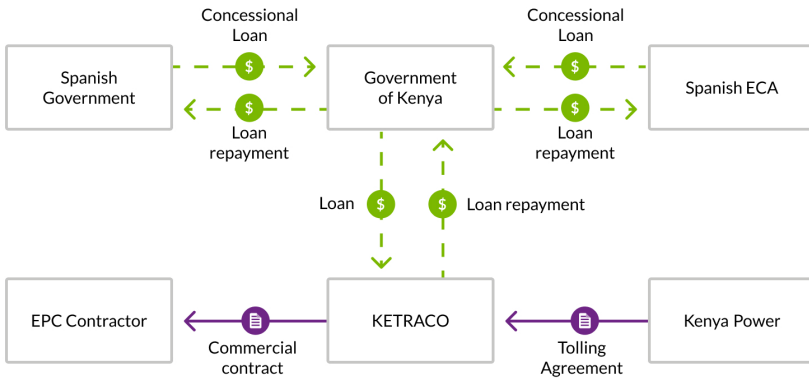 Concessional
Loan
Concessional
Loan
Spanish
Government
$
Government
of Kenya
$
Spanish ECA
$
$
Loan
repayment
Loan
repayment
Loan
$
$
Loan repayment
EPC Contractor
KETRACO
Kenya Power
Commercial
contract
Tolling
Agreement